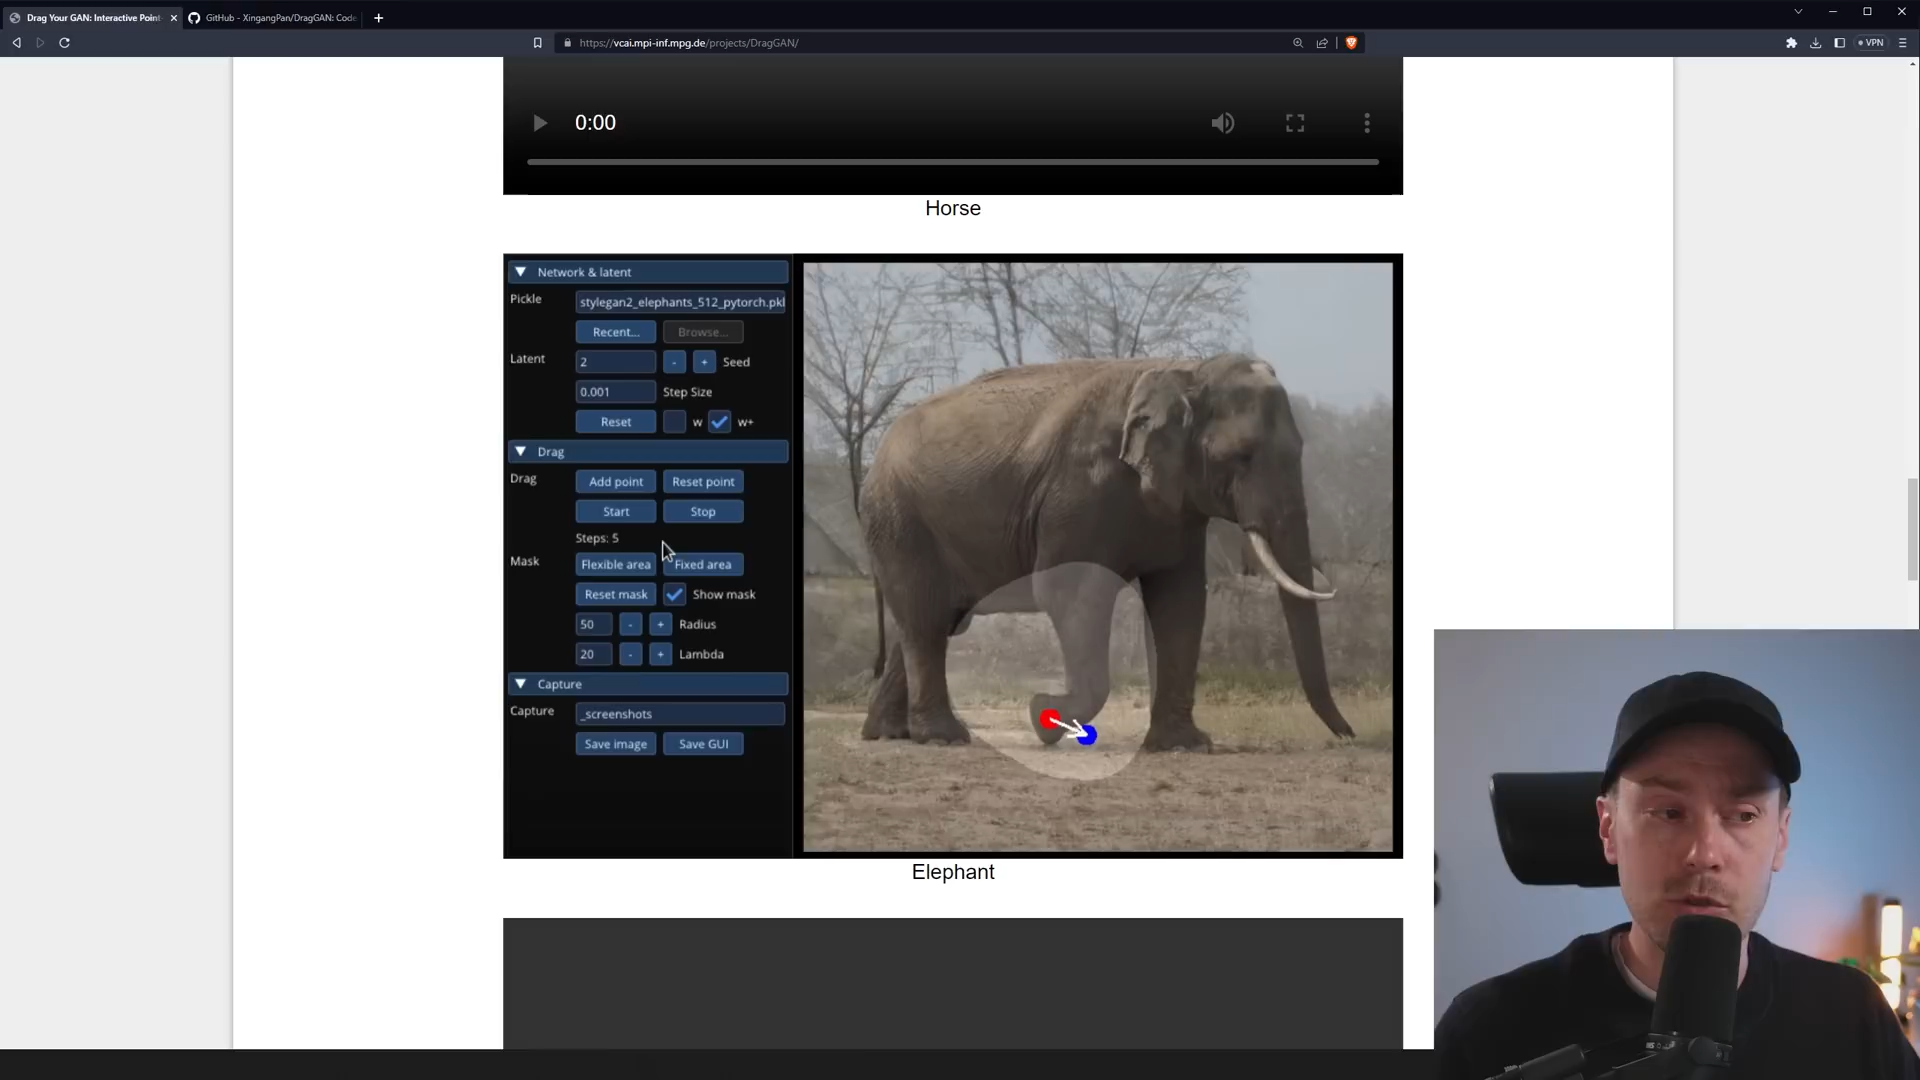 Drag Your GAN: Interactive Point
GitHub - XingangPan/DragGAN: Code
https://vcai.mpi-inf.mpg.de/projects/DragGAN/
VPN
0:00
Horse
Network & latent
Pickle stylegan2_elephants_512_pytorch.pkl
Recent... Browse...
Latent 2 - + Seed
0.001 Step Size
Reset w w+
Drag
Drag Add point Reset point
Start Stop
Steps: 5
Mask Flexible area Fixed area
Reset mask Show mask
50 - + Radius
20 - + Lambda
Capture
Capture _screenshots
Save image Save GUI
Elephant